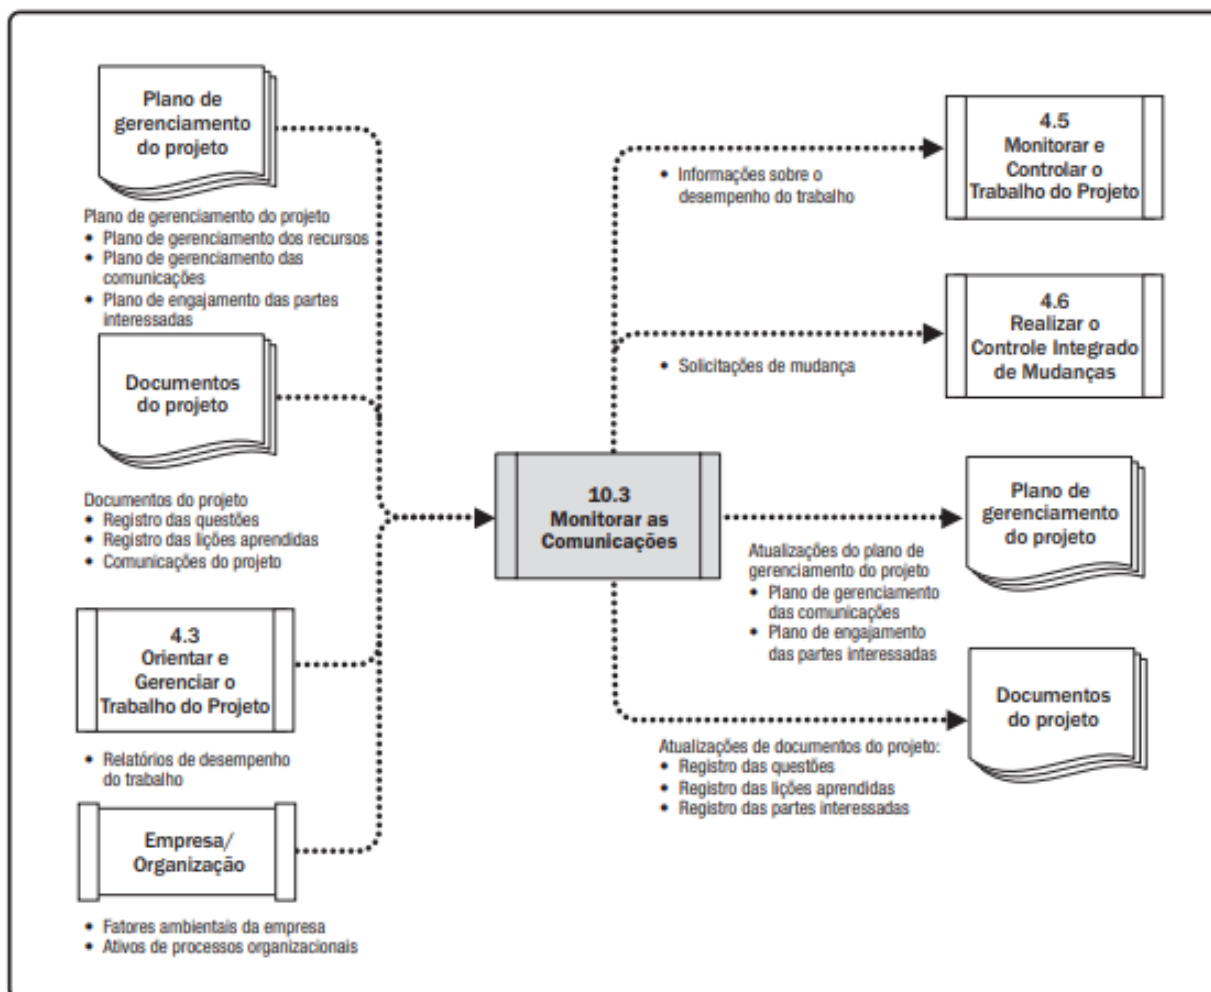 Plano de
gerenciamento
do projeto
Plano de gerenciamento do projeto
• Plano de gerenciamento dos recursos
• Plano de gerenciamento das
comunicações
• Plano de engajamento das partes
interessadas
Documentos
do projeto
Documentos do projeto
• Registro das questões
• Registro das lições aprendidas
• Comunicações do projeto
4.3
Orientar e
Gerenciar o
Trabalho do Projeto
• Relatórios de desempenho
do trabalho
Empresa/
Organização
• Fatores ambientais da empresa
• Ativos de processos organizacionais
10.3
Monitorar as
Comunicações
• Informações sobre o
desempenho do trabalho
4.5
Monitorar e
Controlar o
Trabalho do Projeto
• Solicitações de mudança
4.6
Realizar o
Controle Integrado
de Mudanças
Atualizações do plano de
gerenciamento do projeto
• Plano de gerenciamento
das comunicações
• Plano de engajamento
das partes interessadas
Plano de
gerenciamento
do projeto
Atualizações de documentos do projeto:
• Registro das questões
• Registro das lições aprendidas
• Registro das partes interessadas
Documentos
do projeto